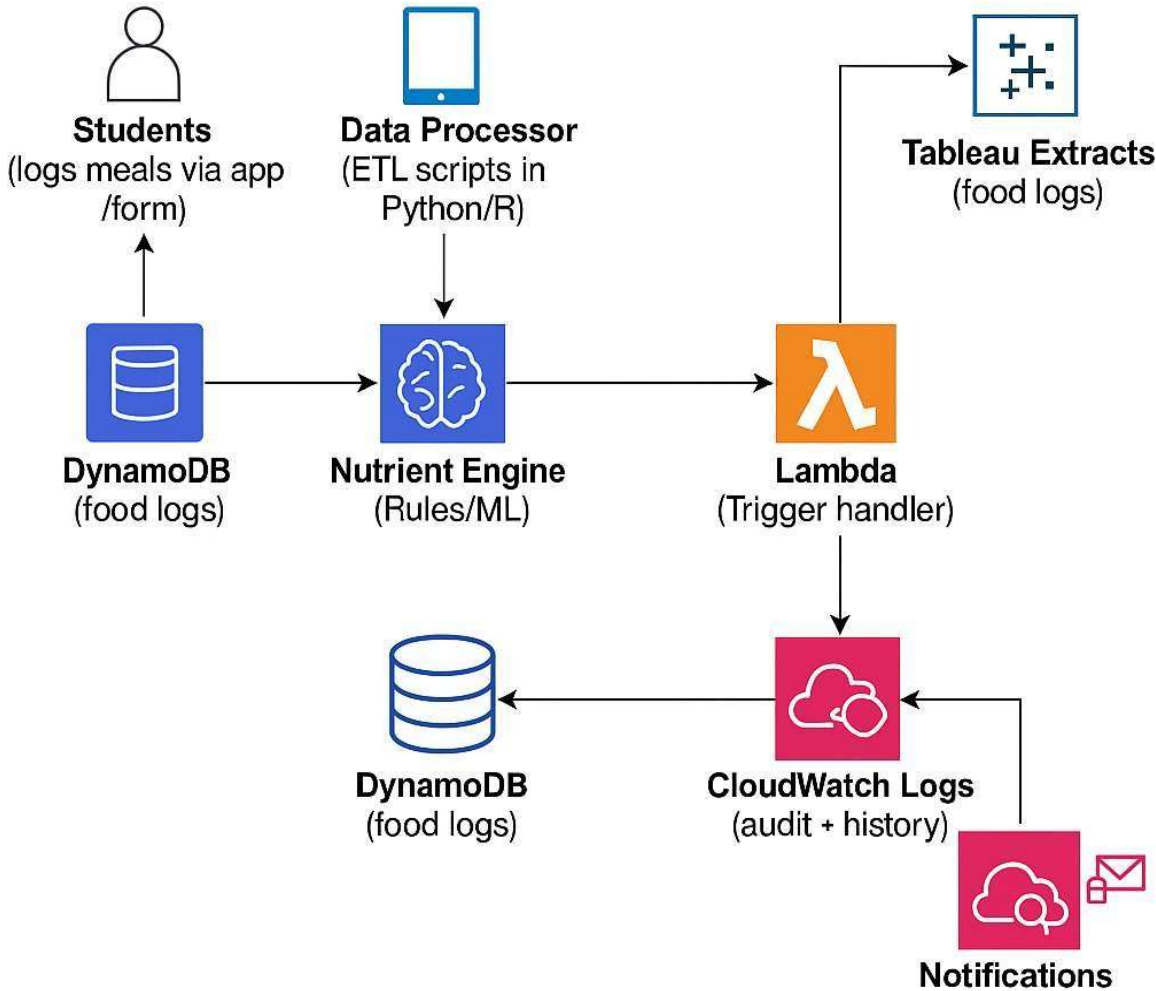 Students
(logs meals via app
/form)
Data Processor
(ETL scripts in
Python/R)
Tableau Extracts
(food logs)
DynamoDB
(food logs)
Nutrient Engine
(Rules/ML)
Lambda
(Trigger handler)
DynamoDB
(food logs)
CloudWatch Logs
(audit + history)
Notifications